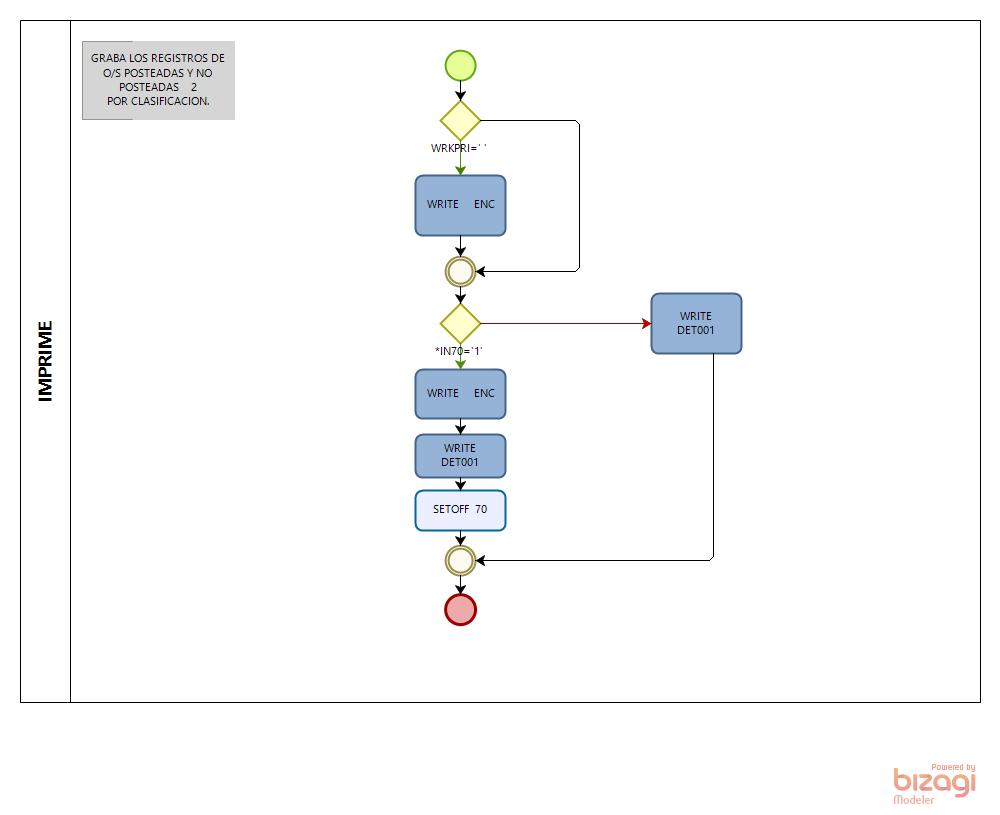 IMPRIME
GRABA LOS REGISTROS DE
O/S POSTEADAS Y NO
POSTEADAS    2
POR CLASIFICACION.
WRKPRI=' '
WRITE    ENC
*IN70='1'
WRITE
DET001
WRITE    ENC
WRITE
DET001
SETOFF  70
Powered by
bizagi
Modeler